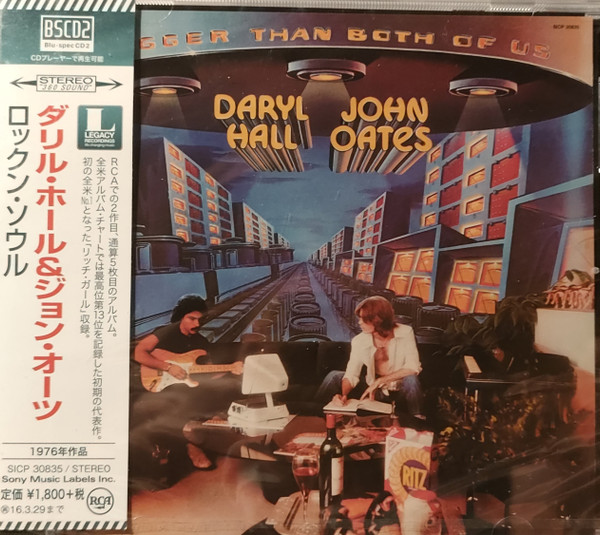 BSCD2
Blu-spec CD2
CDプレーヤーで再生可能
STEREO
"360 SOUND"
L
LEGACY
RECORDINGS
ダリル・ホール&ジョン・オーツ
ロックン・ソウル
RCAでの2作目、通算5枚目のアルバム。
全米アルバム・チャートでは最高位第13位を記録した初期の代表作。
初の全米No.1となった「リッチ・ガール」収録。
1976年作品
SICP 30835 / STEREO
Sony Music Labels Inc.
定価 ¥1,800+税
16.3.29まで
RCA
GGER THAN BOTH OF US
DARYL JOHN
HALL OATES
RITZ